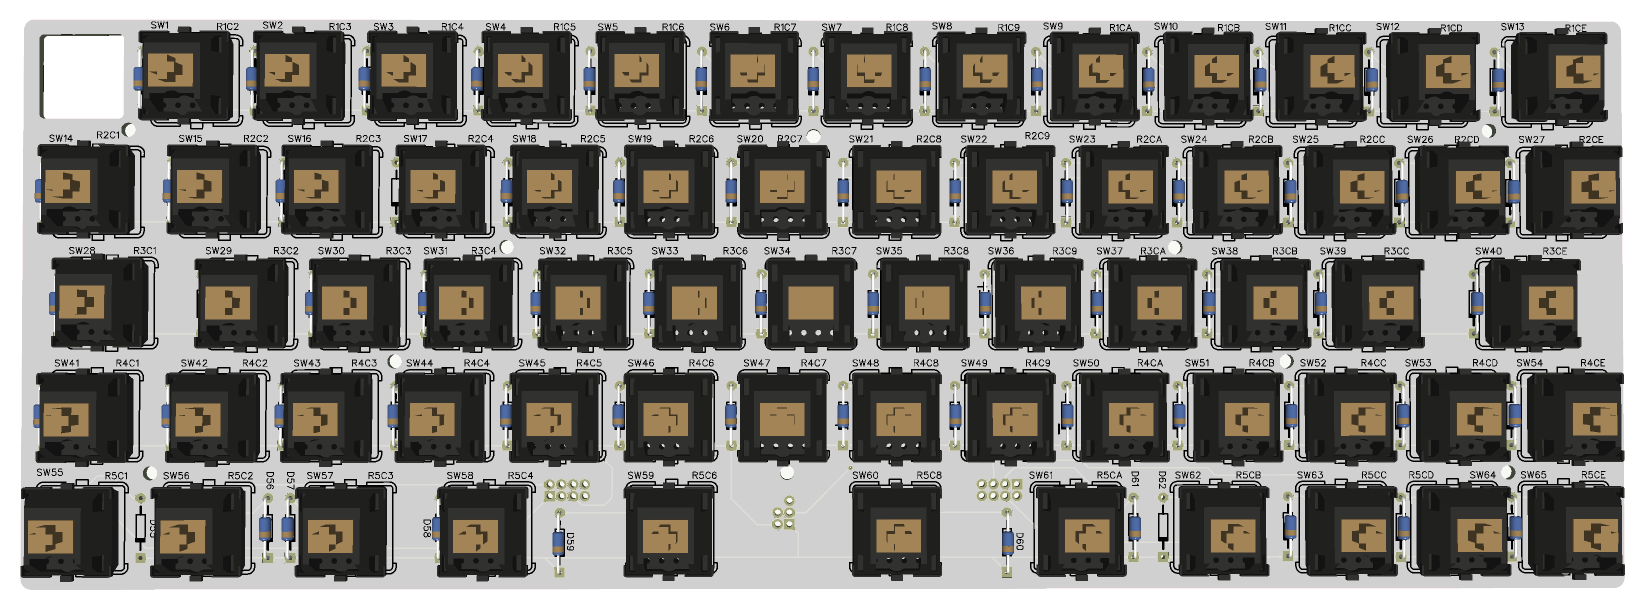 SW1 R1C2 SW2 R1C3 SW3 R1C4 SW4 R1C5 SW5 R1C6 SW6 R1C7 SW7 R1C8 SW8 R1C9 SW9 R1CA SW10 R1CB SW11 R1CC SW12 R1CD SW13 R1CE
SW14 R2C1 SW15 R2C2 SW16 R2C3 SW17 R2C4 SW18 R2C5 SW19 R2C6 SW20 R2C7 SW21 R2C8 SW22 R2C9 SW23 R2CA SW24 R2CB SW25 R2CC SW26 R2CD SW27 R2CE
SW28 R3C1 SW29 R3C2 SW30 R3C3 SW31 R3C4 SW32 R3C5 SW33 R3C6 SW34 R3C7 SW35 R3C8 SW36 R3C9 SW37 R3CA SW38 R3CB SW39 R3CC SW40 R3CE
SW41 R4C1 SW42 R4C2 SW43 R4C3 SW44 R4C4 SW45 R4C5 SW46 R4C6 SW47 R4C7 SW48 R4C8 SW49 R4C9 SW50 R4CA SW51 R4CB SW52 R4CC SW53 R4CD SW54 R4CE
SW55 R5C1 SW56 R5C2 D56 D57 SW57 R5C3 SW58 R5C4 SW59 R5C6 SW60 R5C8 SW61 R5CA D61 D62 SW62 R5CB SW63 R5CC R5CD SW64 SW65 R5CE
D58 D59 D60